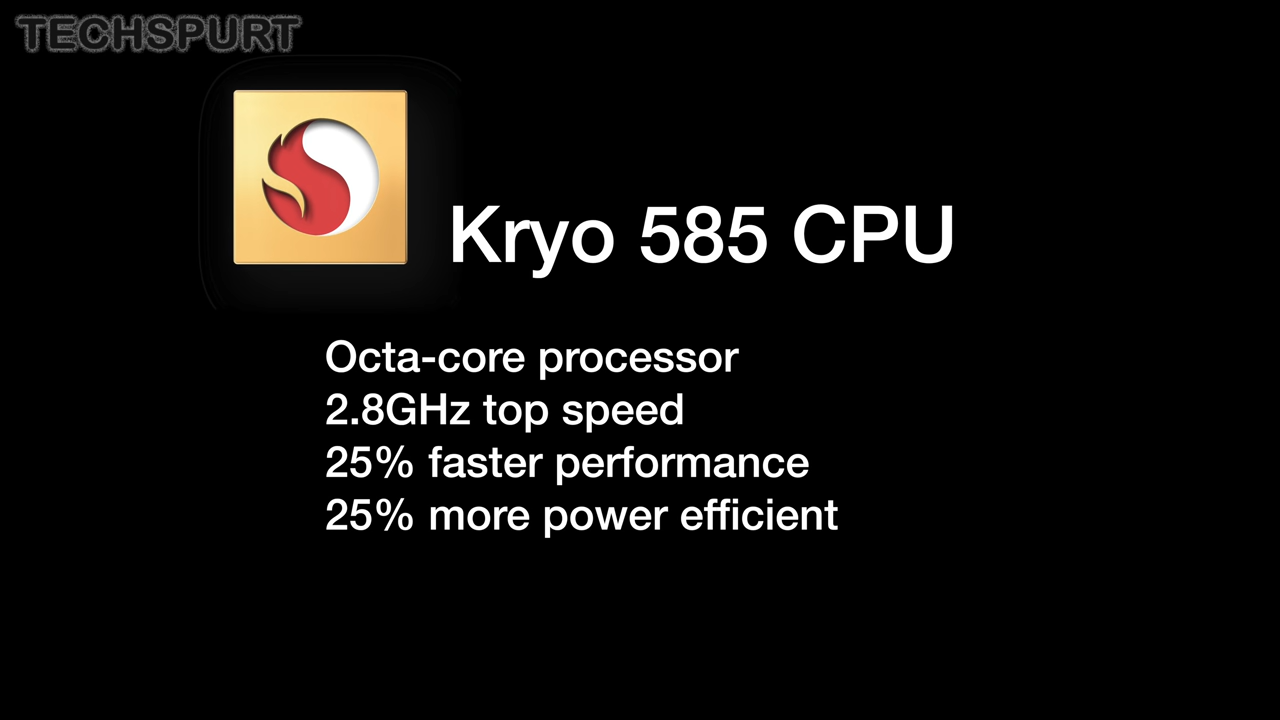 TECHSPURT
Kryo 585 CPU
Octa-core processor
2.8GHz top speed
25% faster performance
25% more power efficient